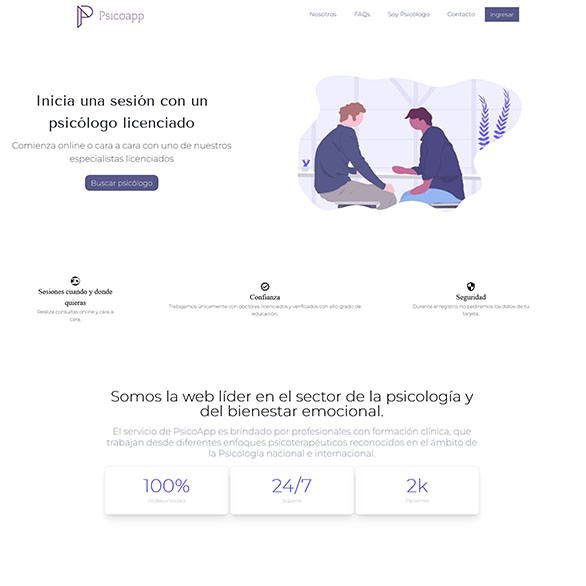 Psicoapp
Nosotros
FAQs
Soy Psicólogo
Contacto
Ingresar
Inicia una sesión con un
psicólogo licenciado
Comienza online o cara a cara con uno de nuestros
especialistas licenciados
Buscar psicólogo
Sesiones cuando y donde
quieras
Realiza consultas online y cara a
cara.
Confianza
Trabajamos únicamente con doctores licenciados y verificados con alto grado de
educación.
Seguridad
Durante el registro, no pediremos los datos de tu
tarjeta.
Somos la web líder en el sector de la psicología y
del bienestar emocional.
El servicio de PsicoApp es brindado por profesionales con formación clínica, que
trabajan desde diferentes enfoques psicoterapéuticos reconocidos en el ámbito de
la Psicología nacional e internacional.
100%
Profesionalidad
24/7
Soporte
2k
Pacientes